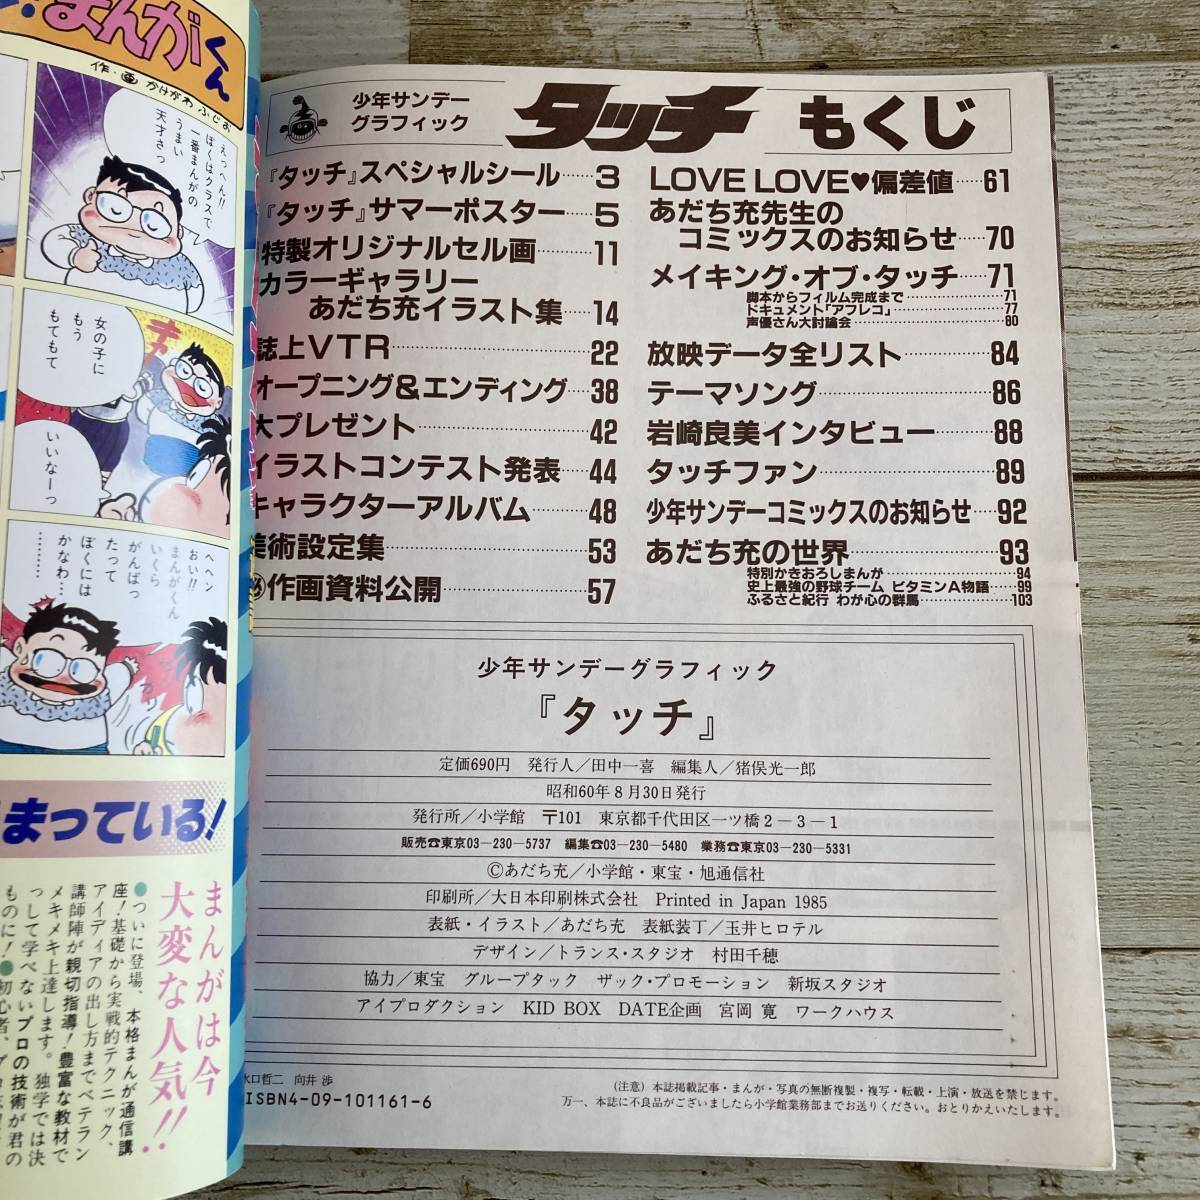 まんがくん
作・画 かけがわ ふじお
えっへん!!
ぼくはクラスで
一番まんがの
うまい
天才さっ
女の子に
もう
もてもて
いいなーっ
ヘヘン
おい!!
まんがくん
いくら
がんばっ
たって
ぼくには
かなわ…
………
まっている!
まんがは今
大変な人気!!
●ついに登場、本格まんが通信講
座!基礎から実戦的テクニック、
アイディアの出し方までベテラン
講師陣が親切指導!豊富な教材で
メキメキ上達します。独学では決
つして学べないプロの技術が君の
ものに!●初心者、
少年サンデー
グラフィック
タッチ もくじ
『タッチ』スペシャルシール……3
『タッチ』サマーポスター……5
特製オリジナルセル画……11
カラーギャラリー
あだち充イラスト集……14
誌上VTR……22
オープニング&エンディング……38
大プレゼント……42
イラストコンテスト発表……44
キャラクターアルバム……48
美術設定集……53
㊙作画資料公開……57
LOVE LOVE♥偏差値……61
あだち充先生の
コミックスのお知らせ……70
メイキング・オブ・タッチ……71
脚本からフィルム完成まで……71
ドキュメント「アフレコ」……77
声優さん大討論会……80
放映データ全リスト……84
テーマソング……86
岩崎良美インタビュー……88
タッチファン……89
少年サンデーコミックスのお知らせ……92
あだち充の世界……93
特別かきおろしまんが……94
史上最強の野球チーム ビタミンA物語……99
ふるさと紀行 わが心の群馬……103
少年サンデーグラフィック
『タッチ』
定価690円 発行人/田中一喜 編集人/猪俣光一郎
昭和60年8月30日発行
発行所/小学館 〒101 東京都千代田区一ツ橋2-3-1
販売☎東京03-230-5737 編集☎03-230-5480 業務☎東京03-230-5331
©あだち充/小学館・東宝・旭通信社
印刷所/大日本印刷株式会社 Printed in Japan 1985
表紙・イラスト/あだち充 表紙装丁/玉井ヒロテル
デザイン/トランス・スタジオ 村田千穂
協力/東宝 グループタック ザック・プロモーション 新坂スタジオ
アイプロダクション KID BOX DATE企画 宮岡 寛 ワークハウス
水口哲二 向井 渉
ISBN4-09-101161-6
(注意) 本誌掲載記事・まんが・写真の無断複製・複写・転載・上演・放送を禁じます。
万一、本誌に不良品がございましたら小学館業務部までお送りください。おとりかえいたします。